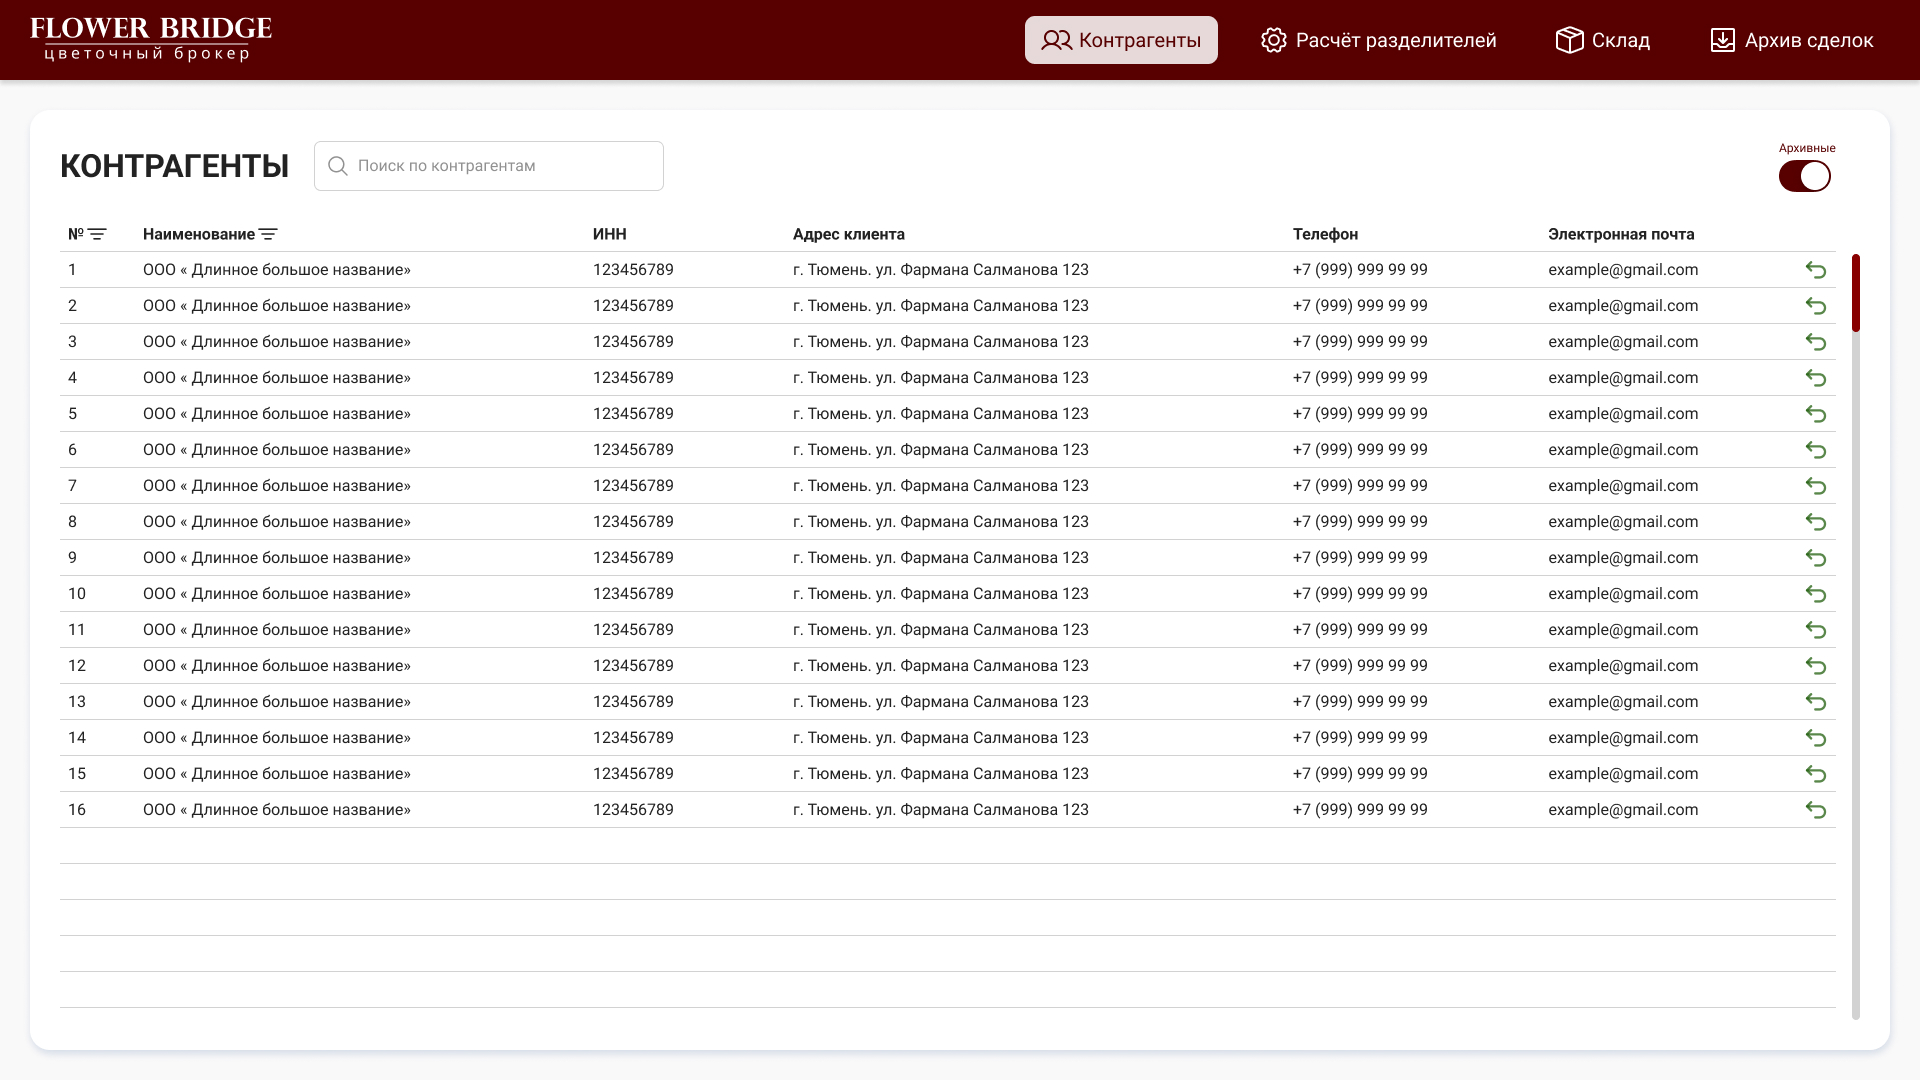 FLOWER BRIDGE
цветочный брокер
Контрагенты
Расчёт разделителей
Склад
Архив сделок
КОНТРАГЕНТЫ
Поиск по контрагентам
Архивные
№ Наименование ИНН Адрес клиента Телефон Электронная почта
1 ООО « Длинное большое название» 123456789 г. Тюмень. ул. Фармана Салманова 123 +7 (999) 999 99 99 example@gmail.com
2 ООО « Длинное большое название» 123456789 г. Тюмень. ул. Фармана Салманова 123 +7 (999) 999 99 99 example@gmail.com
3 ООО « Длинное большое название» 123456789 г. Тюмень. ул. Фармана Салманова 123 +7 (999) 999 99 99 example@gmail.com
4 ООО « Длинное большое название» 123456789 г. Тюмень. ул. Фармана Салманова 123 +7 (999) 999 99 99 example@gmail.com
5 ООО « Длинное большое название» 123456789 г. Тюмень. ул. Фармана Салманова 123 +7 (999) 999 99 99 example@gmail.com
6 ООО « Длинное большое название» 123456789 г. Тюмень. ул. Фармана Салманова 123 +7 (999) 999 99 99 example@gmail.com
7 ООО « Длинное большое название» 123456789 г. Тюмень. ул. Фармана Салманова 123 +7 (999) 999 99 99 example@gmail.com
8 ООО « Длинное большое название» 123456789 г. Тюмень. ул. Фармана Салманова 123 +7 (999) 999 99 99 example@gmail.com
9 ООО « Длинное большое название» 123456789 г. Тюмень. ул. Фармана Салманова 123 +7 (999) 999 99 99 example@gmail.com
10 ООО « Длинное большое название» 123456789 г. Тюмень. ул. Фармана Салманова 123 +7 (999) 999 99 99 example@gmail.com
11 ООО « Длинное большое название» 123456789 г. Тюмень. ул. Фармана Салманова 123 +7 (999) 999 99 99 example@gmail.com
12 ООО « Длинное большое название» 123456789 г. Тюмень. ул. Фармана Салманова 123 +7 (999) 999 99 99 example@gmail.com
13 ООО « Длинное большое название» 123456789 г. Тюмень. ул. Фармана Салманова 123 +7 (999) 999 99 99 example@gmail.com
14 ООО « Длинное большое название» 123456789 г. Тюмень. ул. Фармана Салманова 123 +7 (999) 999 99 99 example@gmail.com
15 ООО « Длинное большое название» 123456789 г. Тюмень. ул. Фармана Салманова 123 +7 (999) 999 99 99 example@gmail.com
16 ООО « Длинное большое название» 123456789 г. Тюмень. ул. Фармана Салманова 123 +7 (999) 999 99 99 example@gmail.com